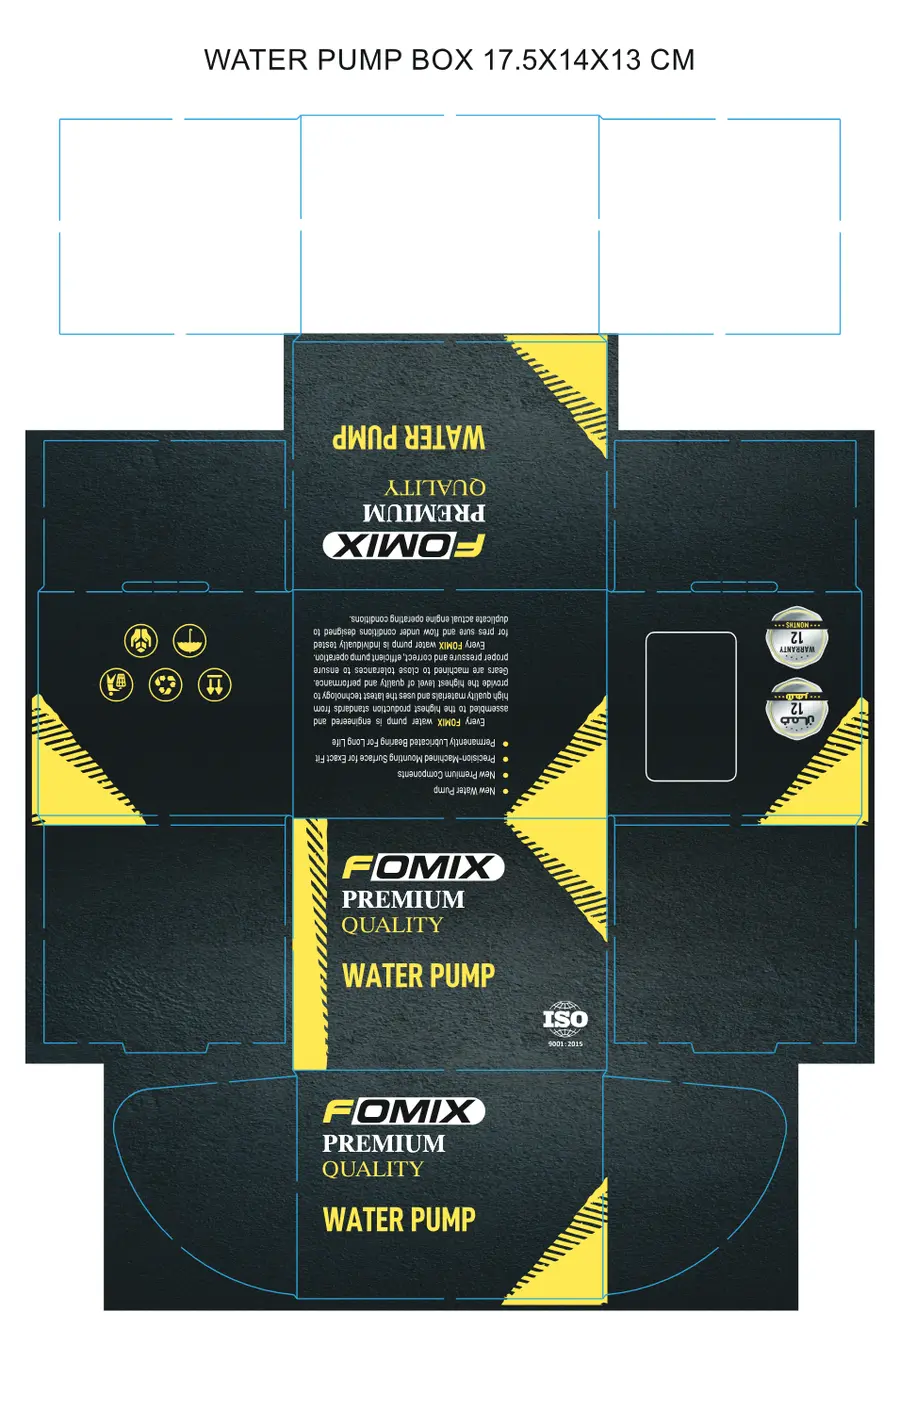 WATER PUMP BOX 17.5X14X13 CM
WATER PUMP
QUALITY
PREMIUM
FOMIX
New Water Pump
New Premium Components
Precision-Machined Mounting Surface for Exact Fit
Permanently Lubricated Bearing For Long Life
Every FOMIX water pump is engineered and
assembled to the highest production standards from
high quality materials and uses the latest technology to
provide the highest level of quality and performance.
Gears are machined to close tolerances to ensure
proper pressure and correct, efficient pump operation.
Every FOMIX water pump is individually tested
for pres sure and flow under conditions designed to
duplicate actual engine operating conditions.
WARRANTY
12
MONTHS
ضمان
12
أشهر
FOMIX
PREMIUM
QUALITY
WATER PUMP
ISO
9001:2015
FOMIX
PREMIUM
QUALITY
WATER PUMP